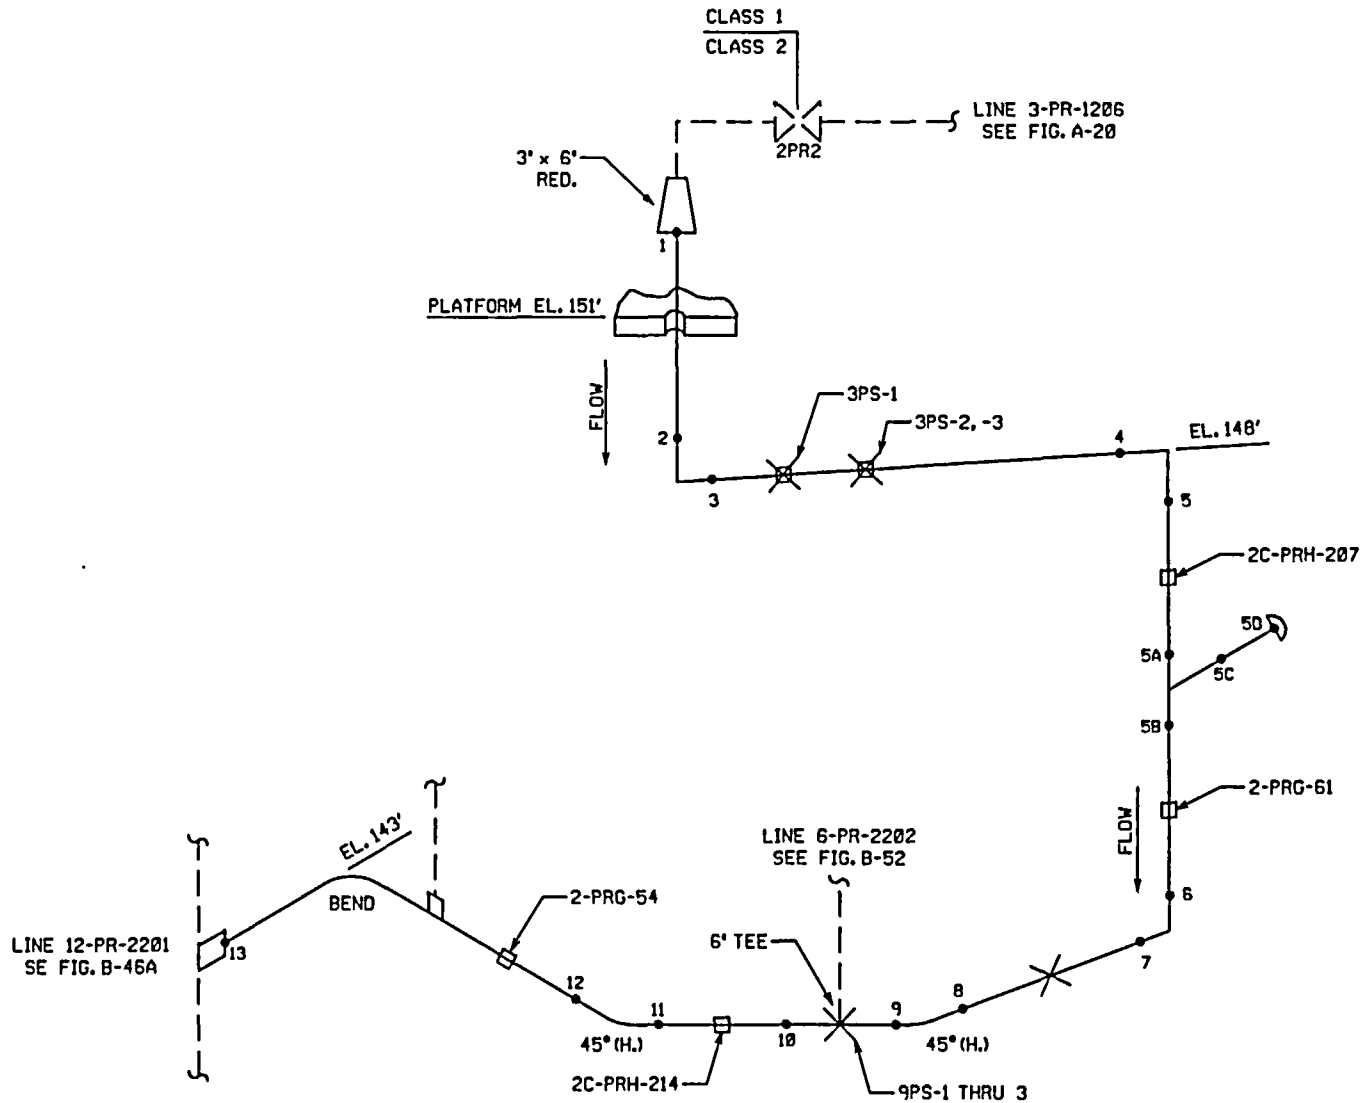 CLASS 1
CLASS 2
LINE 3-PR-1206
SEE FIG. A-20
2PR2
3" x 6"
RED.
1
PLATFORM EL. 151'
FLOW
2
3PS-1
3PS-2, -3
3
4
EL. 148'
5
2C-PRH-207
5A
5D
5C
5B
2-PRG-61
FLOW
6
7
LINE 6-PR-2202
SEE FIG. B-52
EL. 143'
BEND
2-PRG-54
6" TEE
LINE 12-PR-2201
SE FIG. B-46A
13
12
11
10
9
8
45° (H.)
45° (H.)
2C-PRH-214
9PS-1 THRU 3